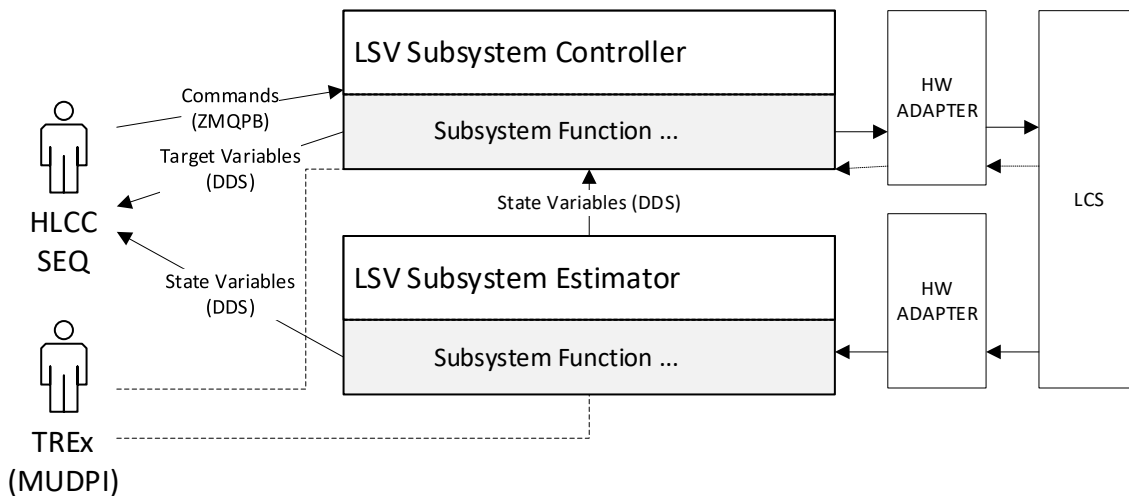 LSV Subsystem Controller
Subsystem Function ...
Commands
(ZMQPB)
Target Variables
(DDS)
HLCC
SEQ
State Variables (DDS)
LSV Subsystem Estimator
Subsystem Function ...
State Variables
(DDS)
TREx
(MUDPI)
HW
ADAPTER
HW
ADAPTER
LCS